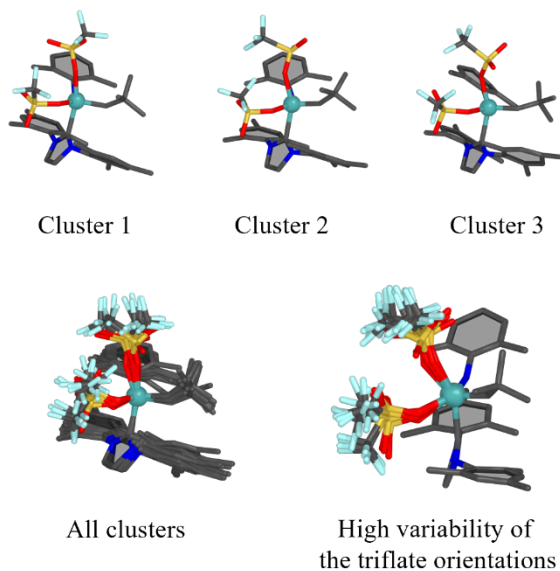 Cluster 1
Cluster 2
Cluster 3
All clusters
High variability of
the triflate orientations